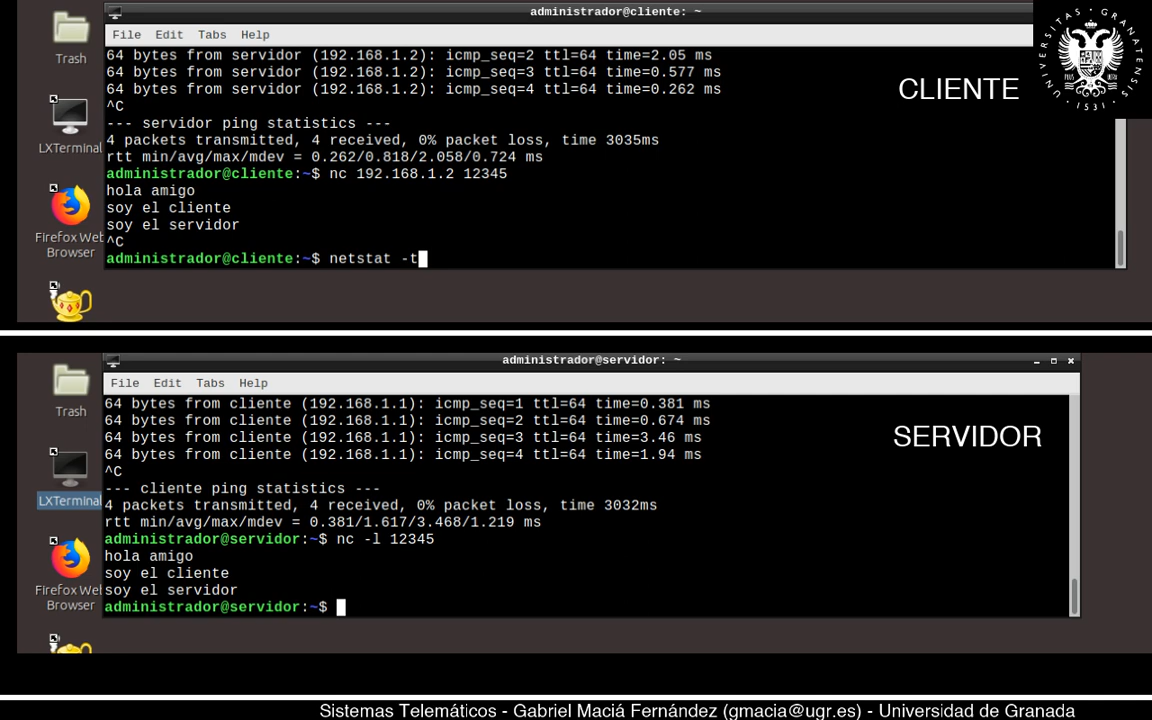 administrador@cliente: ~
File Edit Tabs Help
Trash
LXTerminal
Firefox Web
Browser
64 bytes from servidor (192.168.1.2): icmp_seq=2 ttl=64 time=2.05 ms
64 bytes from servidor (192.168.1.2): icmp_seq=3 ttl=64 time=0.577 ms
64 bytes from servidor (192.168.1.2): icmp_seq=4 ttl=64 time=0.262 ms
^C
--- servidor ping statistics ---
4 packets transmitted, 4 received, 0% packet loss, time 3035ms
rtt min/avg/max/mdev = 0.262/0.818/2.058/0.724 ms
administrador@cliente:~$ nc 192.168.1.2 12345
hola amigo
soy el cliente
soy el servidor
^C
administrador@cliente:~$ netstat -t
CLIENTE
UNIVERSITAS · GRANATENSIS
· 1531 ·
administrador@servidor: ~
File Edit Tabs Help
Trash
LXTerminal
Firefox Web
Browser
64 bytes from cliente (192.168.1.1): icmp_seq=1 ttl=64 time=0.381 ms
64 bytes from cliente (192.168.1.1): icmp_seq=2 ttl=64 time=0.674 ms
64 bytes from cliente (192.168.1.1): icmp_seq=3 ttl=64 time=3.46 ms
64 bytes from cliente (192.168.1.1): icmp_seq=4 ttl=64 time=1.94 ms
^C
--- cliente ping statistics ---
4 packets transmitted, 4 received, 0% packet loss, time 3032ms
rtt min/avg/max/mdev = 0.381/1.617/3.468/1.219 ms
administrador@servidor:~$ nc -l 12345
hola amigo
soy el cliente
soy el servidor
administrador@servidor:~$
SERVIDOR
Sistemas Telemáticos - Gabriel Maciá Fernández (gmacia@ugr.es) - Universidad de Granada